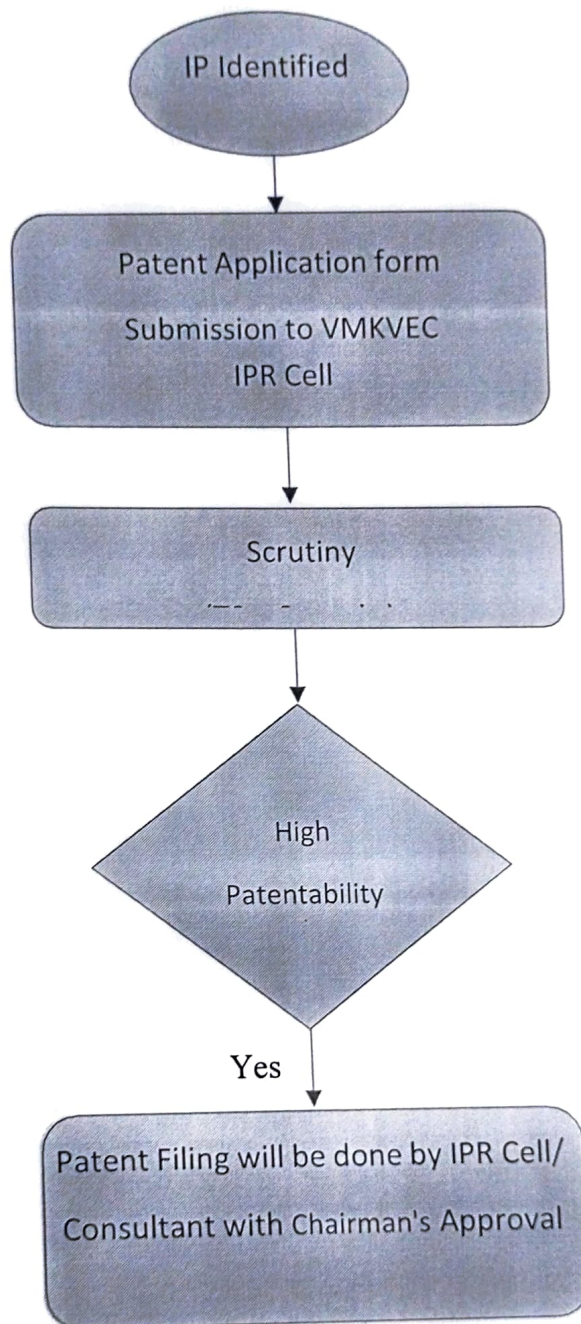 IP Identified
Patent Application form
Submission to VMKVEC
IPR Cell
Scrutiny
High
Patentability
Yes
Patent Filing will be done by IPR Cell/
Consultant with Chairman's Approval